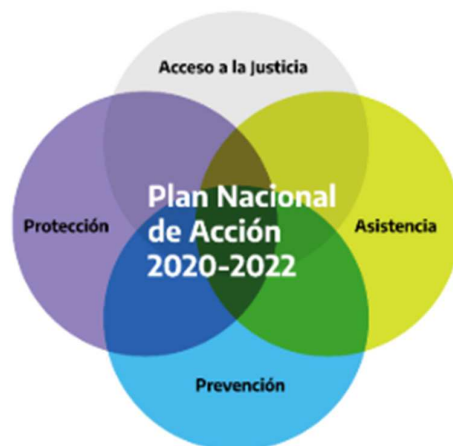 Acceso a la Justicia
Plan Nacional
de Acción
2020-2022
Protección
Asistencia
Prevención